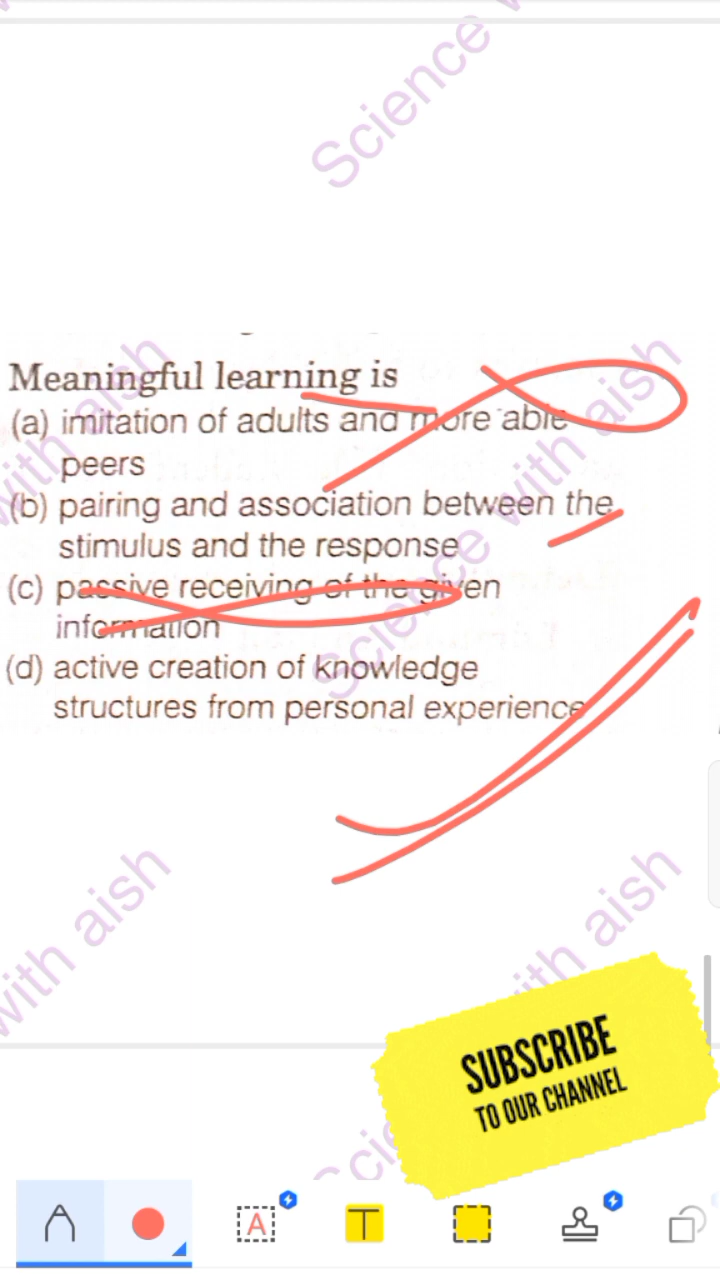 Science
Meaningful learning is
(a) imitation of adults and more able
peers
(b) pairing and association between the
stimulus and the response
(c) passive receiving of the given
information
(d) active creation of knowledge
structures from personal experience
with aish
Science with aish
with aish
with aish
SUBSCRIBE
TO OUR CHANNEL
A
T